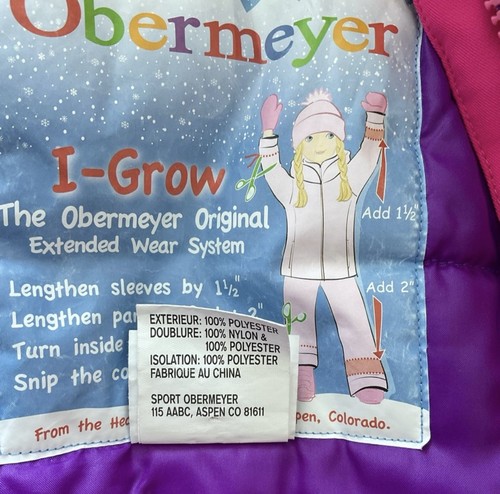 Obermeyer
I-Grow
The Obermeyer Original
Extended Wear System
Add 1½"
Lengthen sleeves by 1½"
Add 2"
Lengthen 2"
Turn inside
Snip the
EXTERIEUR: 100% POLYESTER
DOUBLURE: 100% NYLON &
100% POLYESTER
ISOLATION: 100% POLYESTER
FABRIQUE AU CHINA
SPORT OBERMEYER
115 AABC, ASPEN CO 81611
From the Colorado.